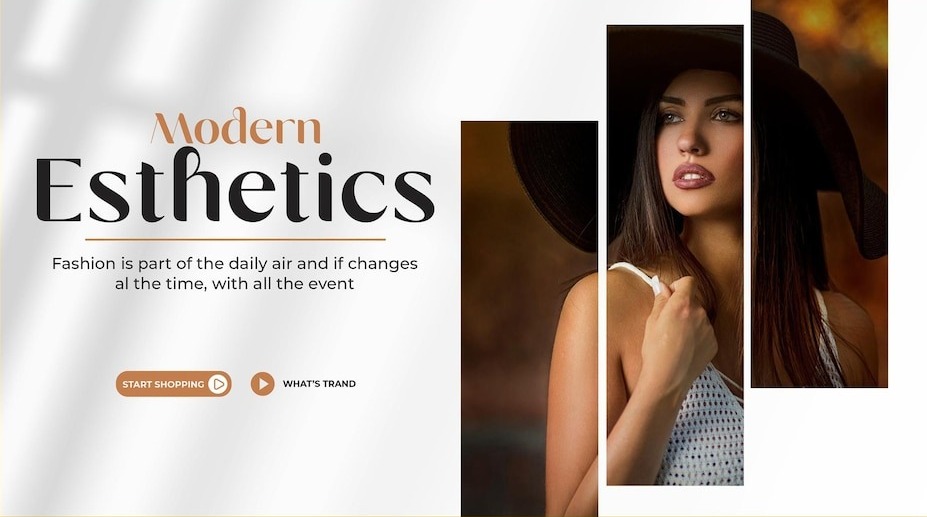 Modern
Esthetics
Fashion is part of the daily air and if changes
al the time, with all the event
START SHOPPING
WHAT'S TRAND